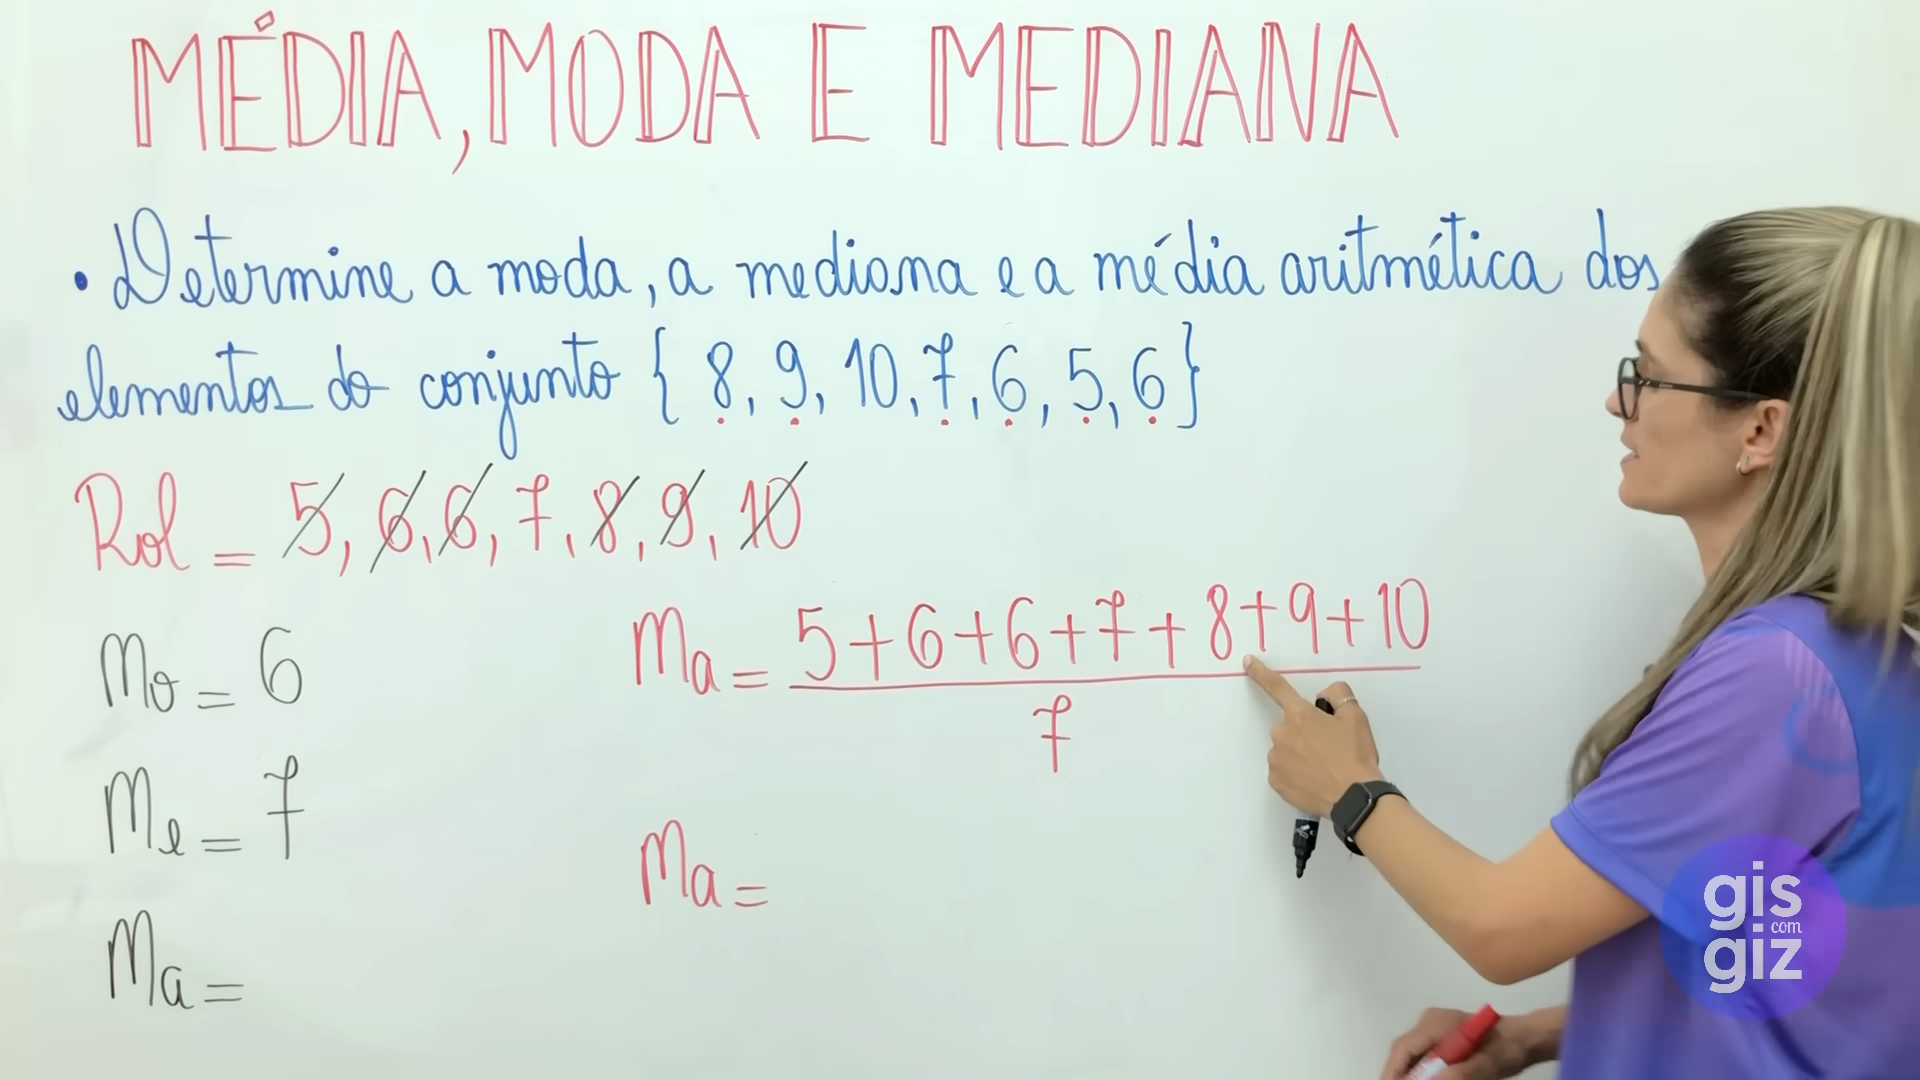 MÉDIA, MODA E MEDIANA
• Determine a moda, a mediana e a média aritmética dos
elementos do conjunto { 8, 9, 10, 7, 6, 5, 6 }
Rol = 5, 6, 6, 7, 8, 9, 10
Mo = 6
Ma = 5 + 6 + 6 + 7 + 8 + 9 + 10
7
Me = 7
Ma =
Ma =
gis
com
giz